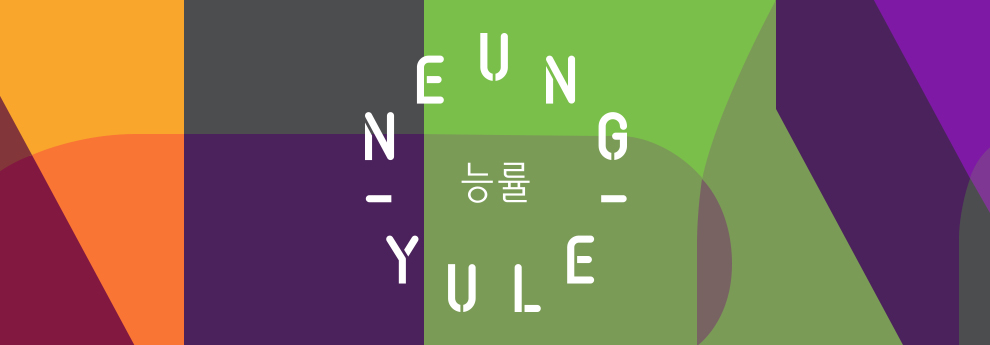 NEUNG
- 능률 -
YULE